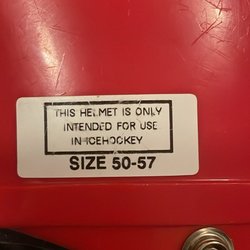 THIS HELMET IS ONLY
INTENDED FOR USE
IN ICEHOCKEY
SIZE 50-57